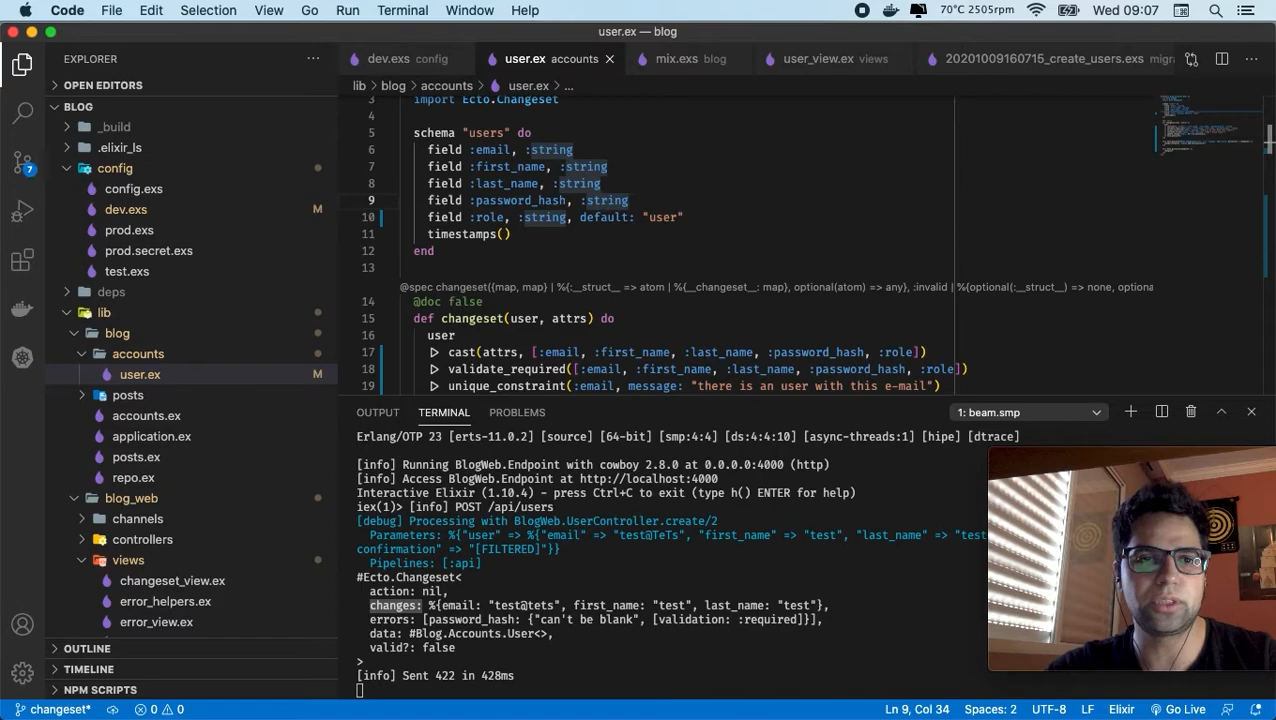 Code File Edit Selection View Go Run Terminal Window Help 70°C 2505rpm Wed 09:07
user.ex — blog
EXPLORER
dev.exs config user.ex accounts mix.exs blog user_view.ex views 20201009160715_create_users.exs migra
OPEN EDITORS
lib blog accounts user.ex ...
BLOG
_build
.elixir_ls
config
config.exs
dev.exs M
prod.exs
prod.secret.exs
test.exs
deps
lib
blog
accounts
user.ex M
posts
accounts.ex
application.ex
posts.ex
repo.ex
blog_web
channels
controllers
views
changeset_view.ex
error_helpers.ex
error_view.ex
OUTLINE
TIMELINE
NPM SCRIPTS
7
3 import Ecto.Changeset
4
5 schema "users" do
6 field :email, :string
7 field :first_name, :string
8 field :last_name, :string
9 field :password_hash, :string
10 field :role, :string, default: "user"
11 timestamps()
12 end
13
@spec changeset({map, map} | %{:__struct__ => atom | %{__changeset__: map}, optional(atom) => any}, :invalid | %{optional(:__struct__) => none, optiona
14 @doc false
15 def changeset(user, attrs) do
16 user
17 |> cast(attrs, [:email, :first_name, :last_name, :password_hash, :role])
18 |> validate_required([:email, :first_name, :last_name, :password_hash, :role])
19 |> unique_constraint(:email, message: "there is an user with this e-mail")
OUTPUT TERMINAL PROBLEMS 1: beam.smp
Erlang/OTP 23 [erts-11.0.2] [source] [64-bit] [smp:4:4] [ds:4:4:10] [async-threads:1] [hipe] [dtrace]
[info] Running BlogWeb.Endpoint with cowboy 2.8.0 at 0.0.0.0:4000 (http)
[info] Access BlogWeb.Endpoint at http://localhost:4000
Interactive Elixir (1.10.4) - press Ctrl+C to exit (type h() ENTER for help)
iex(1)> [info] POST /api/users
[debug] Processing with BlogWeb.UserController.create/2
Parameters: %{"user" => %{"email" => "test@TeTs", "first_name" => "test", "last_name" => "test
confirmation" => "[FILTERED]"}}
Pipelines: [:api]
#Ecto.Changeset<
action: nil,
changes: %{email: "test@tets", first_name: "test", last_name: "test"},
errors: [password_hash: {"can't be blank", [validation: :required]}],
data: #Blog.Accounts.User<>,
valid?: false
>
[info] Sent 422 in 428ms
changeset* 0 0 Ln 9, Col 34 Spaces: 2 UTF-8 LF Elixir Go Live